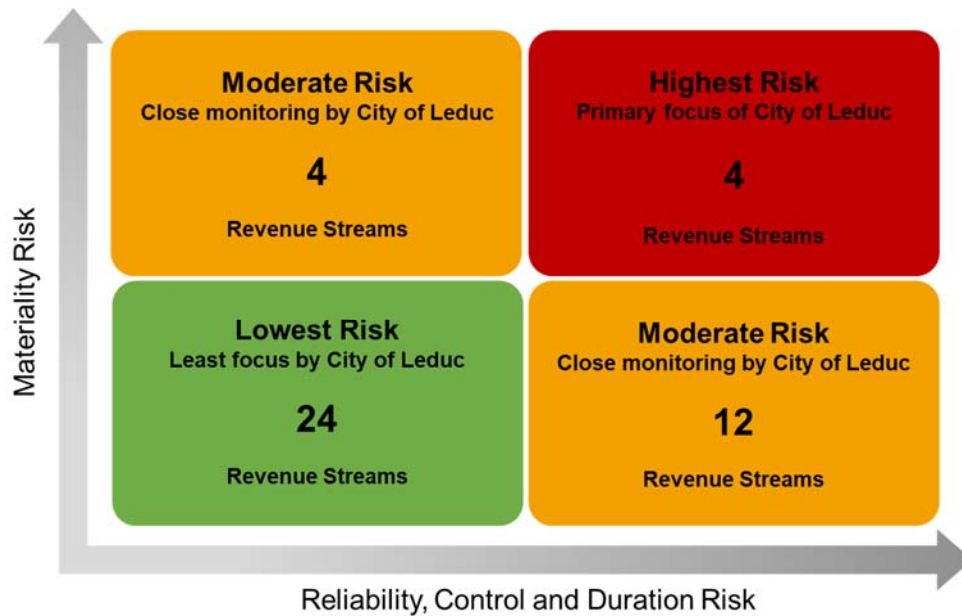 Moderate Risk
Close monitoring by City of Leduc
4
Revenue Streams
Highest Risk
Primary focus of City of Leduc
4
Revenue Streams
Lowest Risk
Least focus by City of Leduc
24
Revenue Streams
Moderate Risk
Close monitoring by City of Leduc
12
Revenue Streams
Materiality Risk
Reliability, Control and Duration Risk